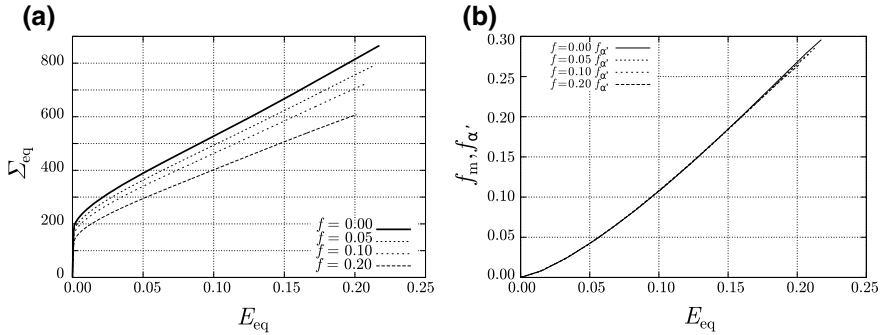 (a)
800
600
400
200
0
Σeq
0.00 0.05 0.10 0.15 0.20 0.25
Eeq
f = 0.00
f = 0.05
f = 0.10
f = 0.20
(b)
0.30
0.25
0.20
0.15
0.10
0.05
0.00
fm, fα′
0.00 0.05 0.10 0.15 0.20 0.25
Eeq
f=0.00 fα′
f=0.05 fα′
f=0.10 fα′
f=0.20 fα′